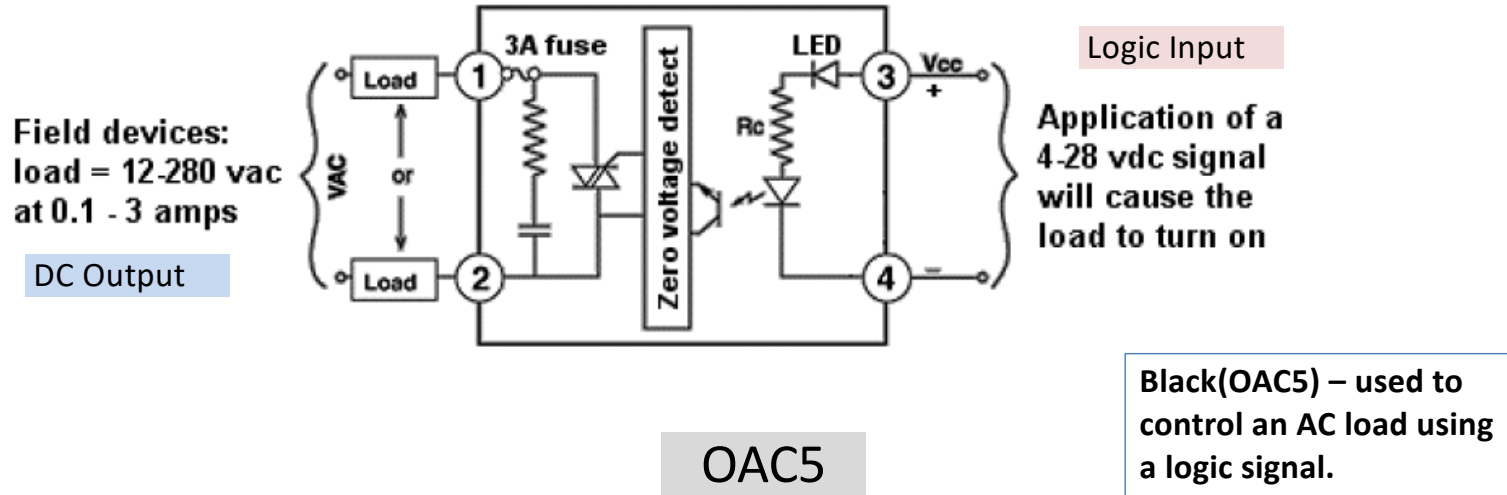 Field devices:
load = 12-280 vac
at 0.1 - 3 amps
DC Output
VAC
Load
or
Load
1
2
3A fuse
Zero voltage detect
LED
Rc
3
4
Vcc
+
–
Logic Input
Application of a
4-28 vdc signal
will cause the
load to turn on
OAC5
Black(OAC5) – used to
control an AC load using
a logic signal.